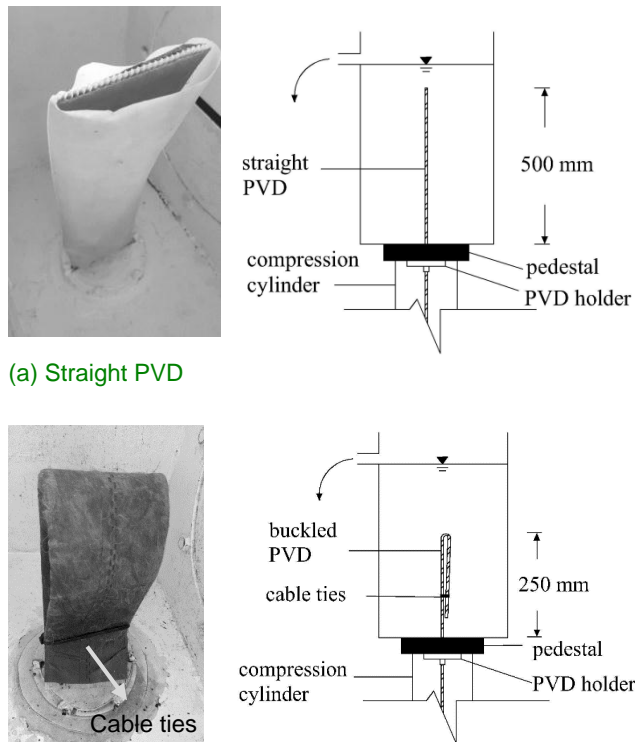 straight
PVD
500 mm
compression
cylinder
pedestal
PVD holder
(a) Straight PVD
buckled
PVD
cable ties
250 mm
compression
cylinder
pedestal
PVD holder
Cable ties